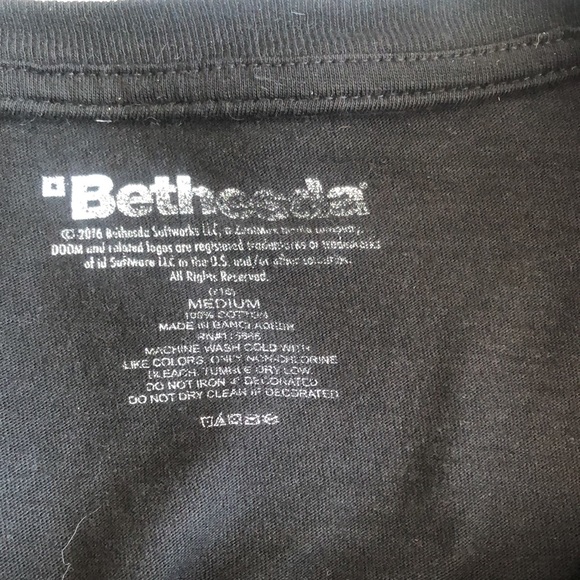 Bethesda
© 2016 Bethesda Softworks LLC, a ZeniMax Media company.
DOOM and related logos are registered trademarks or trademarks
of id Software LLC in the U.S. and/or other countries.
All Rights Reserved.
MEDIUM
100% COTTON
MADE IN BANGLADESH
MACHINE WASH COLD WITH
LIKE COLORS, ONLY NON-CHLORINE
BLEACH. TUMBLE DRY LOW.
DO NOT IRON IF DECORATED
DO NOT DRY CLEAN IF DECORATED